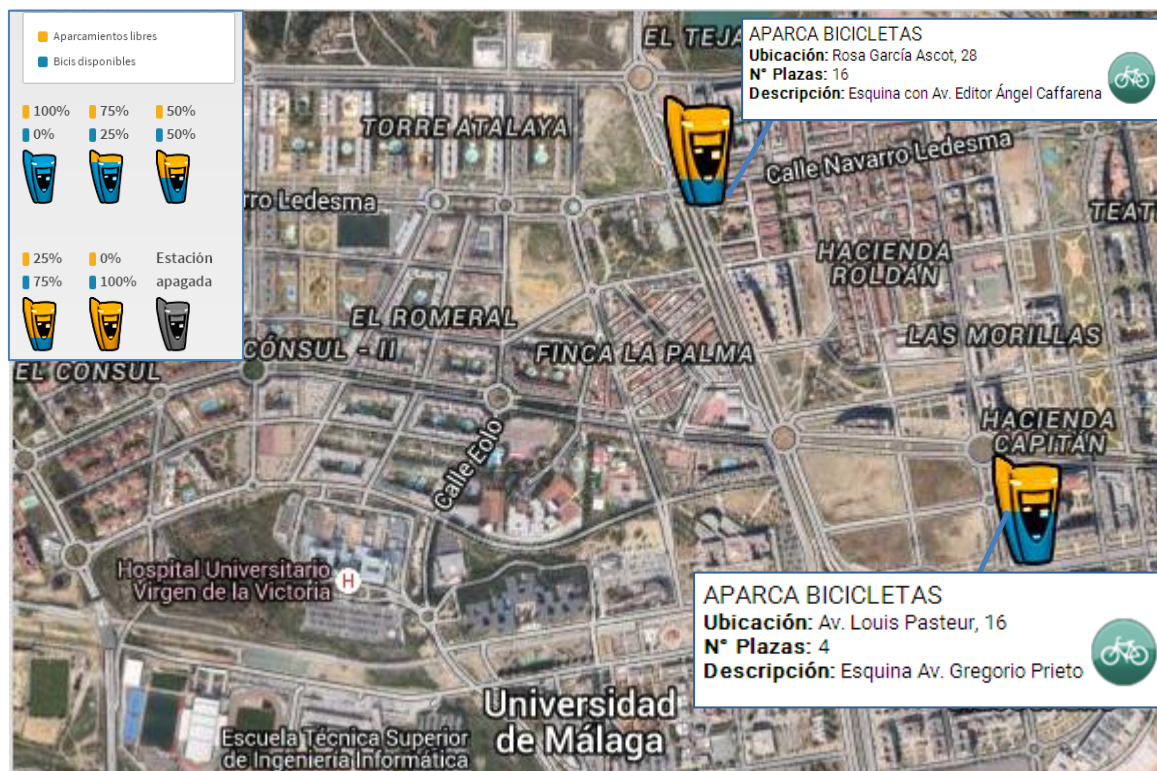 Aparcamientos libres
Bicis disponibles
100% 75% 50%
0% 25% 50%
25% 0% Estación
75% 100% apagada
EL TEJA
APARCA BICICLETAS
Ubicación: Rosa García Ascot, 28
N° Plazas: 16
Descripción: Esquina con Av. Editor Ángel Caffarena
TORRE ATALAYA
Calle Navarro Ledesma
rro Ledesma
TEAT
HACIENDA
ROLDÁN
EL ROMERAL
LAS MORILLAS
CÓNSUL - II
FINCA LA PALMA
EL CÓNSUL
HACIENDA
CAPITÁN
Calle Eolo
Hospital Universitario
Virgen de la Victoria
H
APARCA BICICLETAS
Ubicación: Av. Louis Pasteur, 16
N° Plazas: 4
Descripción: Esquina Av. Gregorio Prieto
Universidad
de Málaga
Escuela Técnica Superior
de Ingeniería Informática